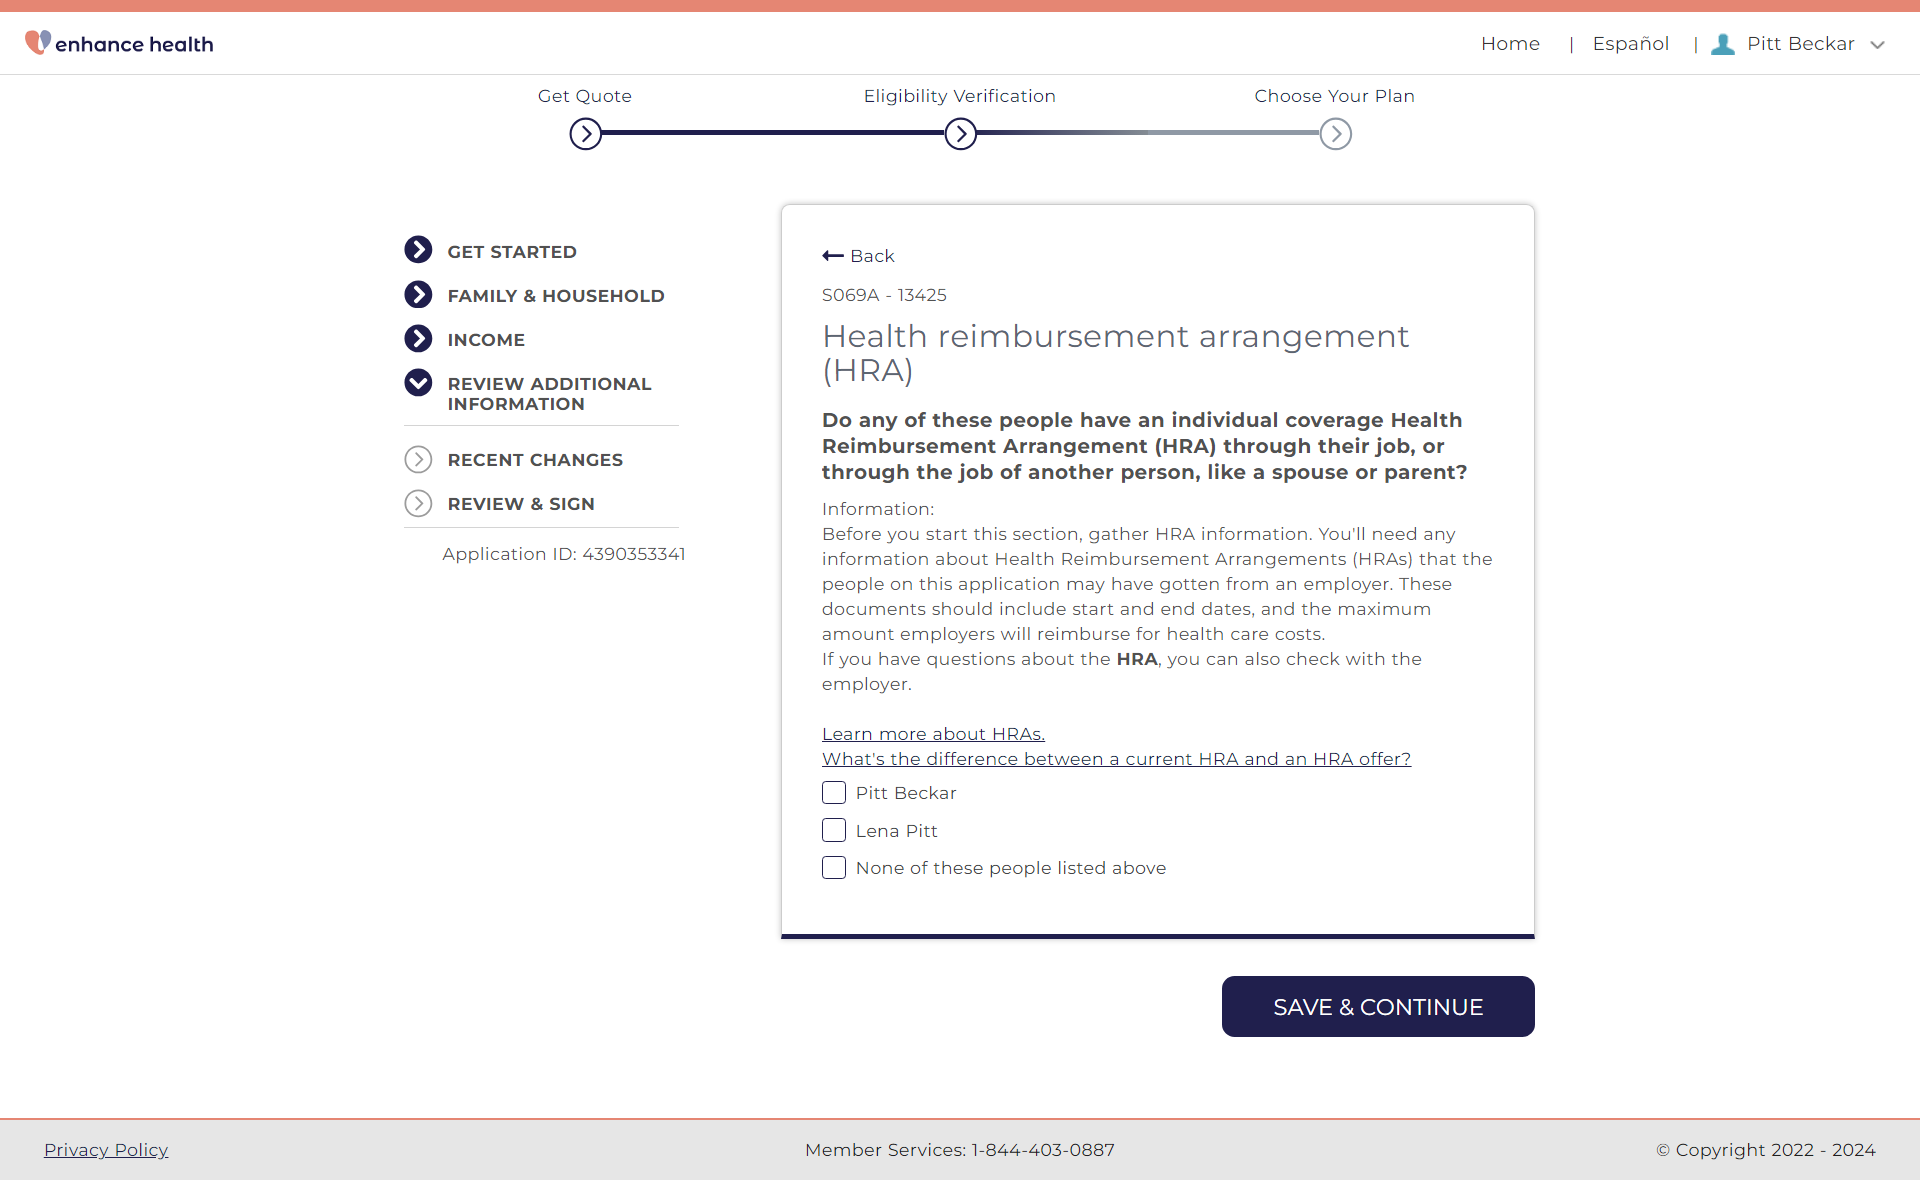 enhance health
Home | Español | Pitt Beckar
Get Quote
Eligibility Verification
Choose Your Plan
GET STARTED
FAMILY & HOUSEHOLD
INCOME
REVIEW ADDITIONAL
INFORMATION
RECENT CHANGES
REVIEW & SIGN
Application ID: 4390353341
Back
S069A - 13425
Health reimbursement arrangement
(HRA)
Do any of these people have an individual coverage Health
Reimbursement Arrangement (HRA) through their job, or
through the job of another person, like a spouse or parent?
Information:
Before you start this section, gather HRA information. You'll need any
information about Health Reimbursement Arrangements (HRAs) that the
people on this application may have gotten from an employer. These
documents should include start and end dates, and the maximum
amount employers will reimburse for health care costs.
If you have questions about the HRA, you can also check with the
employer.
Learn more about HRAs.
What's the difference between a current HRA and an HRA offer?
Pitt Beckar
Lena Pitt
None of these people listed above
SAVE & CONTINUE
Privacy Policy
Member Services: 1-844-403-0887
© Copyright 2022 - 2024